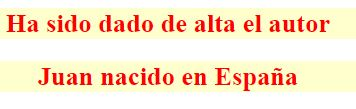 Ha sido dado de alta el autor
Juan nacido en España